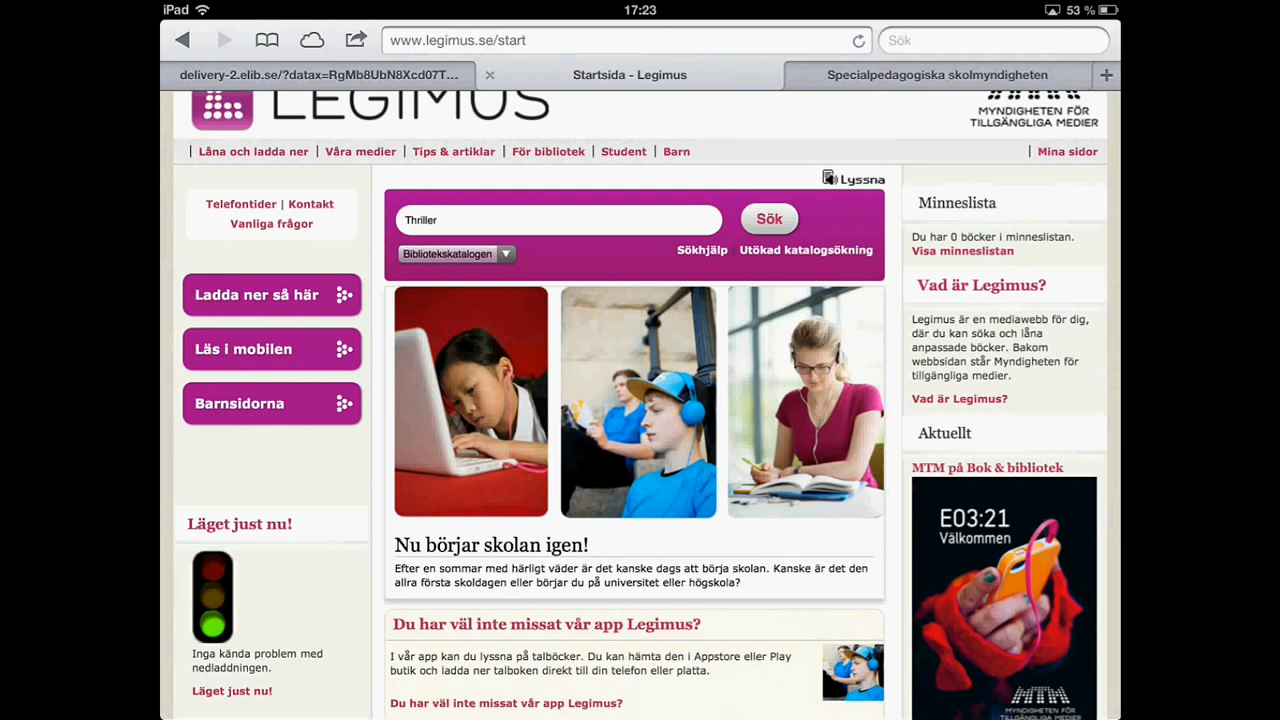 iPad 17:23 53 %
www.legimus.se/start Sök
delivery-2.elib.se/?datax=RgMb8UbN8Xcd07T... Startsida - Legimus Specialpedagogiska skolmyndigheten
LEGIMUS
MYNDIGHETEN FÖR
TILLGÄNGLIGA MEDIER
Låna och ladda ner | Våra medier | Tips & artiklar | För bibliotek | Student | Barn | Mina sidor
Lyssna
Telefontider | Kontakt
Vanliga frågor
Ladda ner så här
Läs i mobilen
Barnsidorna
Läget just nu!
Inga kända problem med
nedladdningen.
Läget just nu!
Thriller Sök
Bibliotekskatalogen Sökhjälp | Utökad katalogsökning
Nu börjar skolan igen!
Efter en sommar med härligt väder är det kanske dags att börja skolan. Kanske är det den
allra första skoldagen eller börjar du på universitet eller högskola?
Du har väl inte missat vår app Legimus?
I vår app kan du lyssna på talböcker. Du kan hämta den i Appstore eller Play
butik och ladda ner talboken direkt till din telefon eller platta.
Du har väl inte missat vår app Legimus?
Minneslista
Du har 0 böcker i minneslistan.
Visa minneslistan
Vad är Legimus?
Legimus är en mediawebb för dig,
där du kan söka och låna
anpassade böcker. Bakom
webbsidan står Myndigheten för
tillgängliga medier.
Vad är Legimus?
Aktuellt
MTM på Bok & bibliotek
E03:21
Välkommen
MTM
MYNDIGHETEN FÖR
TILLGÄNGLIGA MEDIER